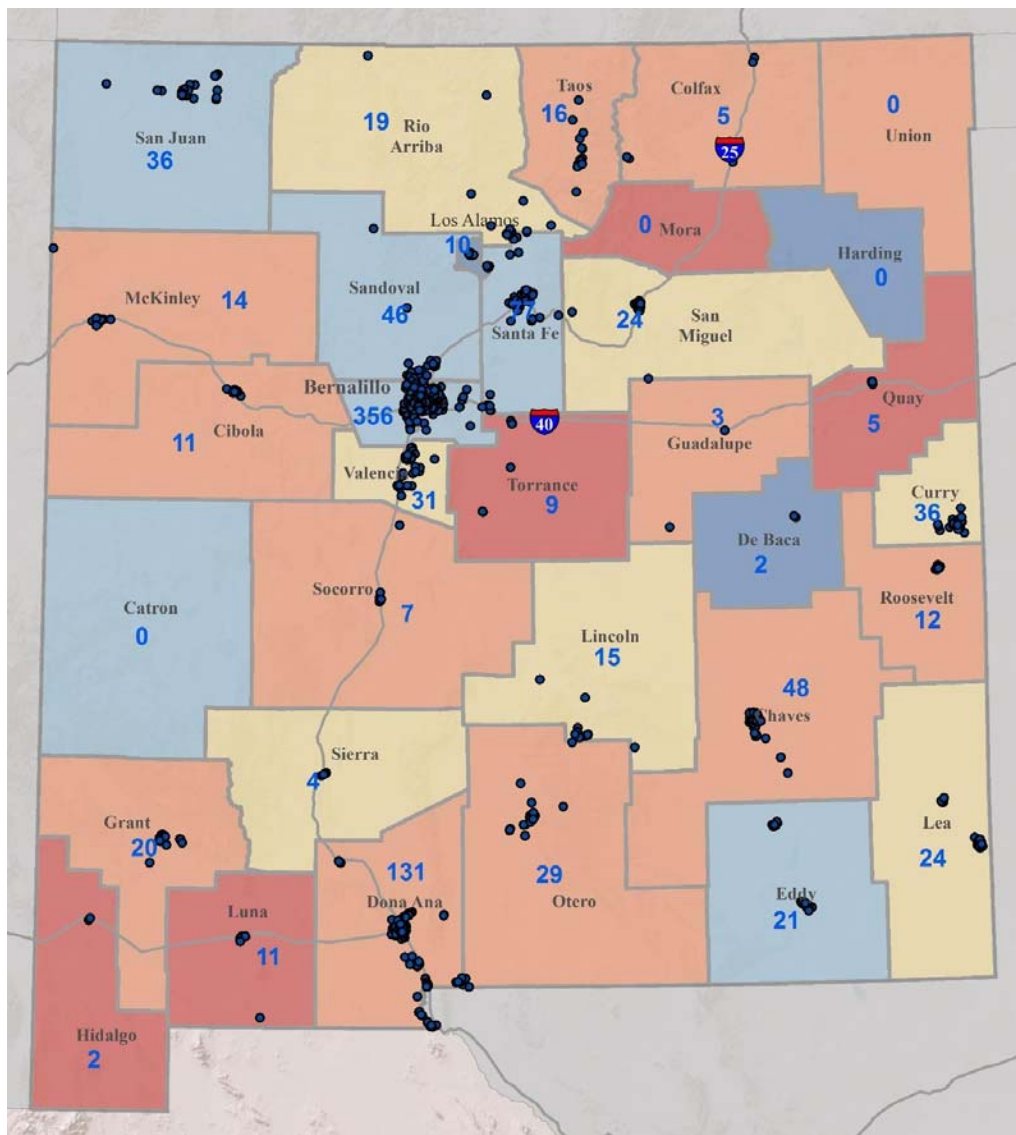 Taos
16
Colfax
5
25
0
Union
San Juan
36
19
Rio
Arriba
Los Alamos
10
0
Mora
Harding
0
McKinley
14
Sandoval
46
77
Santa Fe
24
San
Miguel
Bernalillo
356
Cibola
11
40
3
Guadalupe
Quay
5
Valencia
31
Torrance
9
Curry
36
De Baca
2
Catron
0
Socorro
7
Roosevelt
12
Lincoln
15
48
Chaves
Sierra
4
Grant
20
131
Dona Ana
29
Otero
Lea
24
Eddy
21
Luna
11
Hidalgo
2